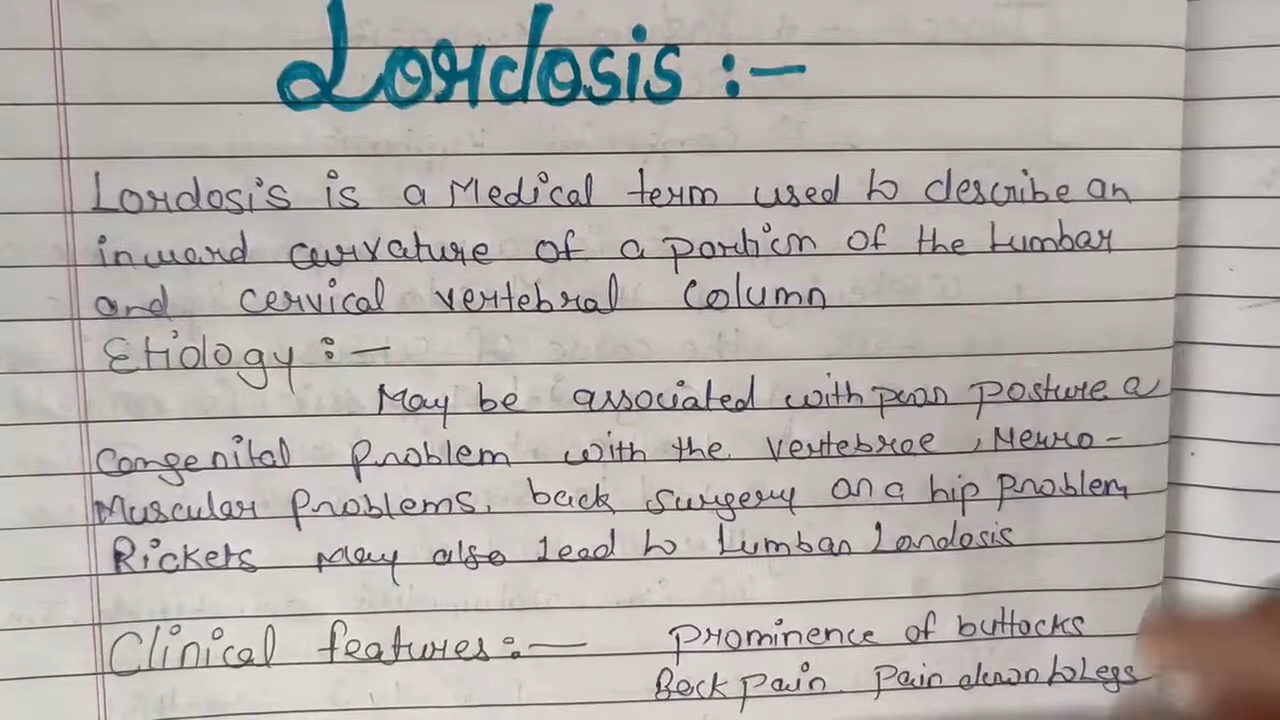 Lordosis :-
Lordosis is a Medical term used to describe an
inward curvature of a portion of the Lumbar
and cervical vertebral column
Etiology :-
May be associated with poor posture a
Congenital Problem with the vertebrae, Neuro-
Muscular Problems, back surgery or a hip Problem
Rickets May also Lead to Lumbar Lordosis
Clinical features :- Prominence of buttocks
Back pain Pain down to Legs